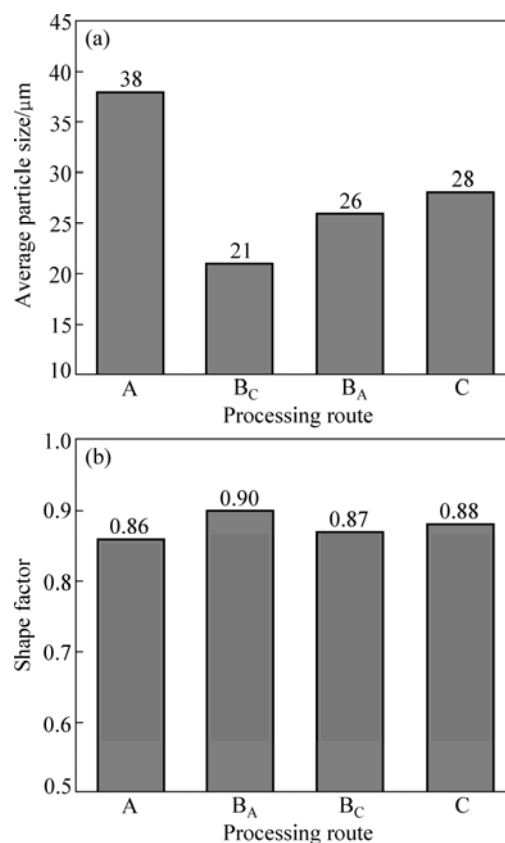 (a)
Average particle size/μm
45
40
35
30
25
20
15
10
38
21
26
28
A
B_C
B_A
C
Processing route
(b)
Shape factor
1.0
0.9
0.8
0.7
0.6
0.5
0.86
0.90
0.87
0.88
A
B_A
B_C
C
Processing route